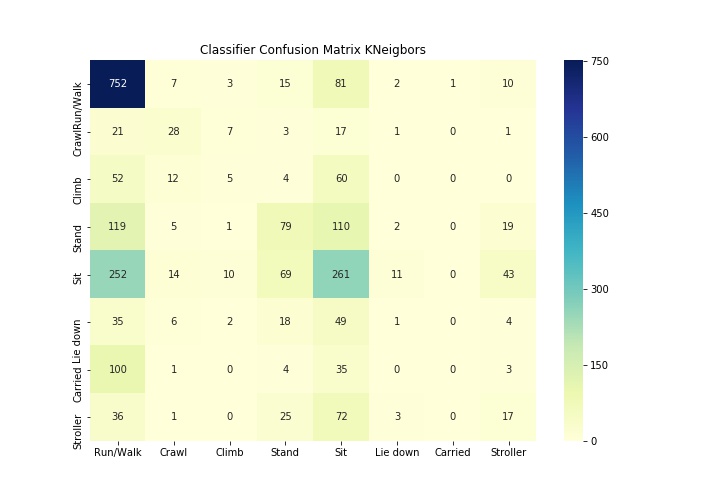 Classifier Confusion Matrix KNeigbors
Run/Walk 752 7 3 15 81 2 1 10
Crawl 21 28 7 3 17 1 0 1
Climb 52 12 5 4 60 0 0 0
Stand 119 5 1 79 110 2 0 19
Sit 252 14 10 69 261 11 0 43
Lie down 35 6 2 18 49 1 0 4
Carried 100 1 0 4 35 0 0 3
Stroller 36 1 0 25 72 3 0 17
Run/Walk Crawl Climb Stand Sit Lie down Carried Stroller
750
600
450
300
150
0